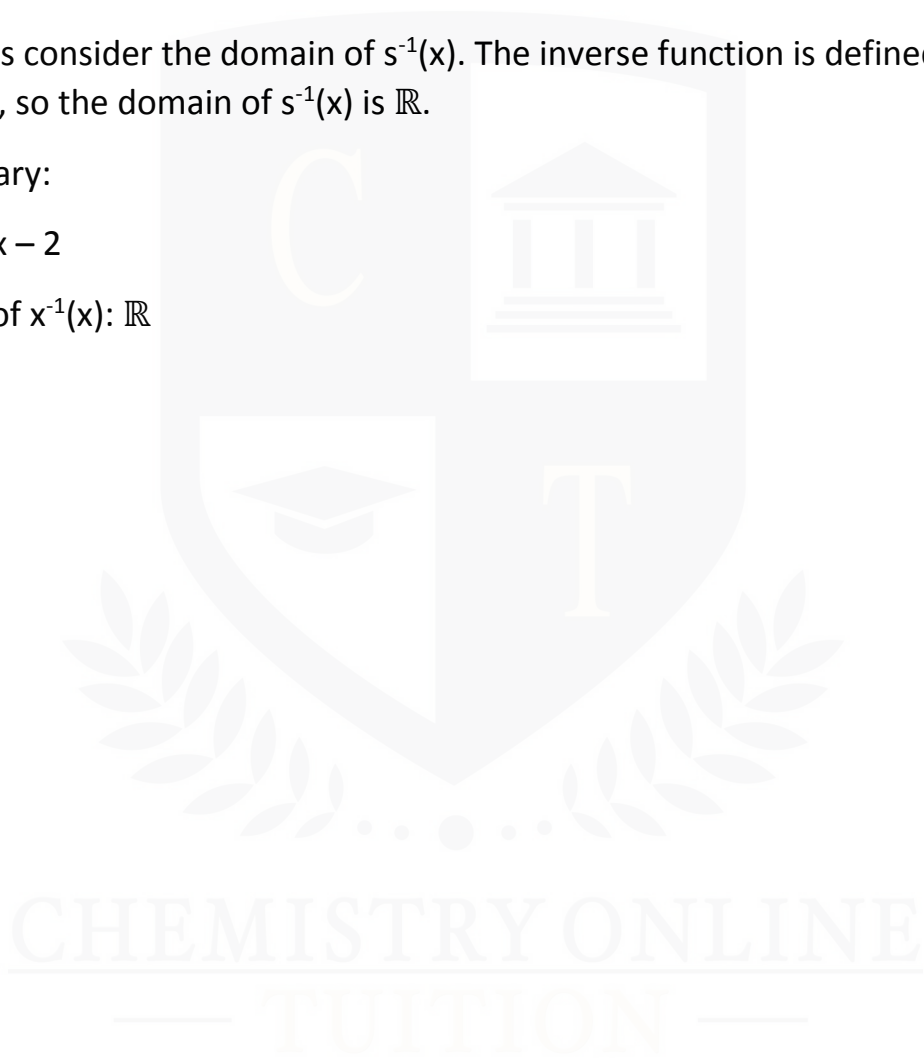 s consider the domain of s⁻¹(x). The inverse function is defined
, so the domain of s⁻¹(x) is ℝ.
ary:
x – 2
of x⁻¹(x): ℝ
C
T
CHEMISTRY ONLINE
— TUITION —